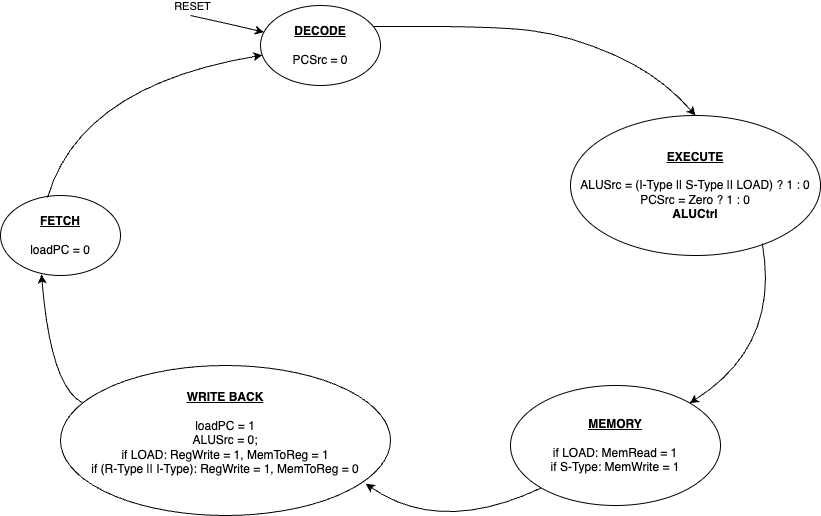 RESET
DECODE
PCSrc = 0
EXECUTE
ALUSrc = (I-Type || S-Type || LOAD) ? 1 : 0
PCSrc = Zero ? 1 : 0
ALUCtrl
FETCH
loadPC = 0
WRITE BACK
loadPC = 1
ALUSrc = 0;
if LOAD: RegWrite = 1, MemToReg = 1
if (R-Type || I-Type): RegWrite = 1, MemToReg = 0
MEMORY
if LOAD: MemRead = 1
if S-Type: MemWrite = 1